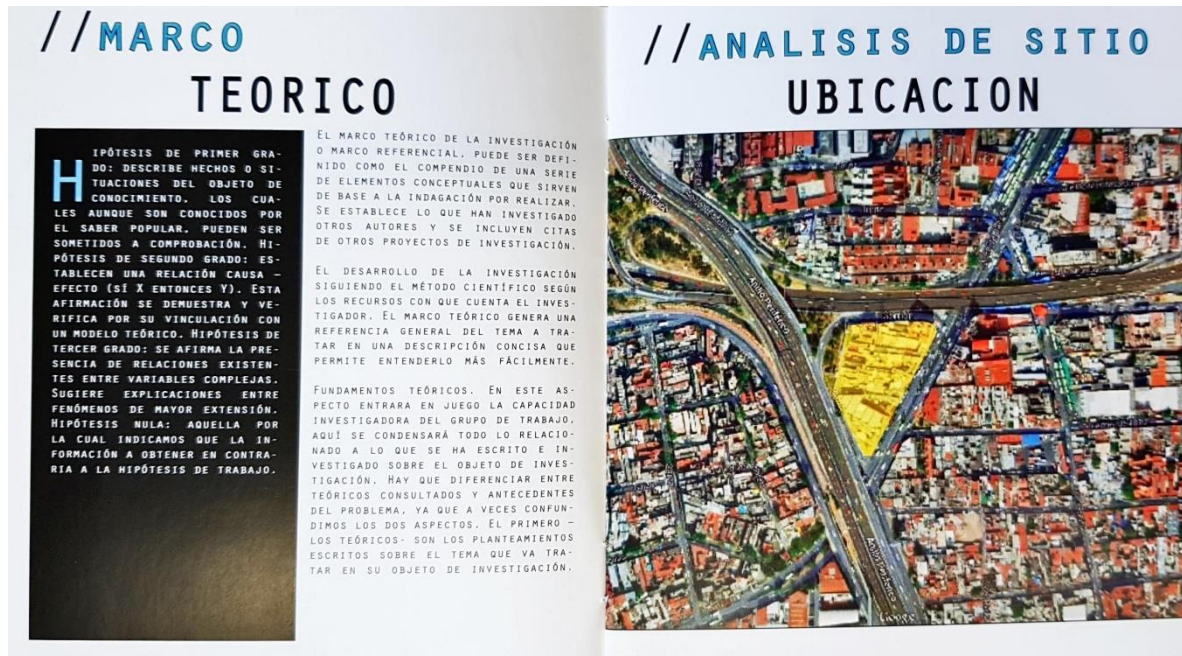 //MARCO
TEORICO
HIPÓTESIS DE PRIMER GRA-
DO: DESCRIBE HECHOS O SI-
TUACIONES DEL OBJETO DE
CONOCIMIENTO. LOS CUA-
LES AUNQUE SON CONOCIDOS POR
EL SABER POPULAR, PUEDEN SER
SOMETIDOS A COMPROBACIÓN. HI-
PÓTESIS DE SEGUNDO GRADO: ES-
TABLECEN UNA RELACIÓN CAUSA –
EFECTO (SÍ X ENTONCES Y). ESTA
AFIRMACIÓN SE DEMUESTRA Y VE-
RIFICA POR SU VINCULACIÓN CON
UN MODELO TEÓRICO. HIPÓTESIS DE
TERCER GRADO: SE AFIRMA LA PRE-
SENCIA DE RELACIONES EXISTEN-
TES ENTRE VARIABLES COMPLEJAS.
SUGIERE EXPLICACIONES ENTRE
FENÓMENOS DE MAYOR EXTENSIÓN.
HIPÓTESIS NULA: AQUELLA POR
LA CUAL INDICAMOS QUE LA IN-
FORMACIÓN A OBTENER EN CONTRA-
RIA A LA HIPÓTESIS DE TRABAJO.
EL MARCO TEÓRICO DE LA INVESTIGACIÓN
O MARCO REFERENCIAL, PUEDE SER DEFI-
NIDO COMO EL COMPENDIO DE UNA SERIE
DE ELEMENTOS CONCEPTUALES QUE SIRVEN
DE BASE A LA INDAGACIÓN POR REALIZAR.
SE ESTABLECE LO QUE HAN INVESTIGADO
OTROS AUTORES Y SE INCLUYEN CITAS
DE OTROS PROYECTOS DE INVESTIGACIÓN.
EL DESARROLLO DE LA INVESTIGACIÓN
SIGUIENDO EL MÉTODO CIENTÍFICO SEGÚN
LOS RECURSOS CON QUE CUENTA EL INVES-
TIGADOR. EL MARCO TEÓRICO GENERA UNA
REFERENCIA GENERAL DEL TEMA A TRA-
TAR EN UNA DESCRIPCIÓN CONCISA QUE
PERMITE ENTENDERLO MÁS FÁCILMENTE.
FUNDAMENTOS TEÓRICOS. EN ESTE AS-
PECTO ENTRARA EN JUEGO LA CAPACIDAD
INVESTIGADORA DEL GRUPO DE TRABAJO.
AQUÍ SE CONDENSARÁ TODO LO RELACIO-
NADO A LO QUE SE HA ESCRITO E IN-
VESTIGADO SOBRE EL OBJETO DE INVES-
TIGACIÓN. HAY QUE DIFERENCIAR ENTRE
TEÓRICOS CONSULTADOS Y ANTECEDENTES
DEL PROBLEMA, YA QUE A VECES CONFUN-
DIMOS LOS DOS ASPECTOS. EL PRIMERO –
LOS TEÓRICOS- SON LOS PLANTEAMIENTOS
ESCRITOS SOBRE EL TEMA QUE VA TRA-
TAR EN SU OBJETO DE INVESTIGACIÓN.
//ANALISIS DE SITIO
UBICACION
Anillo Periférico
Anillo Periférico
Google